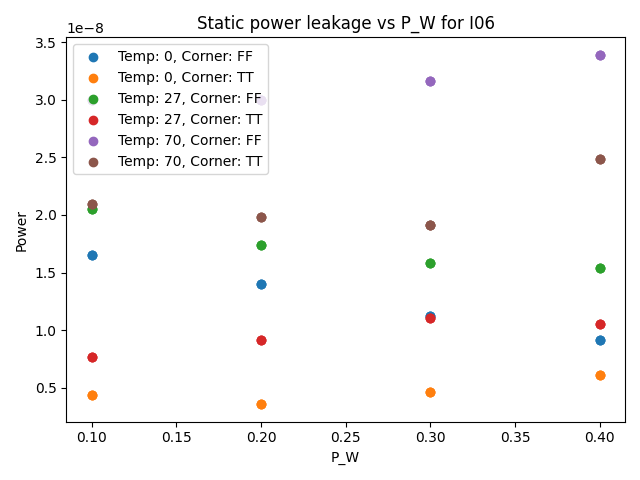 Static power leakage vs P_W for I06
1e−8
3.5
3.0
2.5
2.0
1.5
1.0
0.5
Power
Temp: 0, Corner: FF
Temp: 0, Corner: TT
Temp: 27, Corner: FF
Temp: 27, Corner: TT
Temp: 70, Corner: FF
Temp: 70, Corner: TT
0.10 0.15 0.20 0.25 0.30 0.35 0.40
P_W